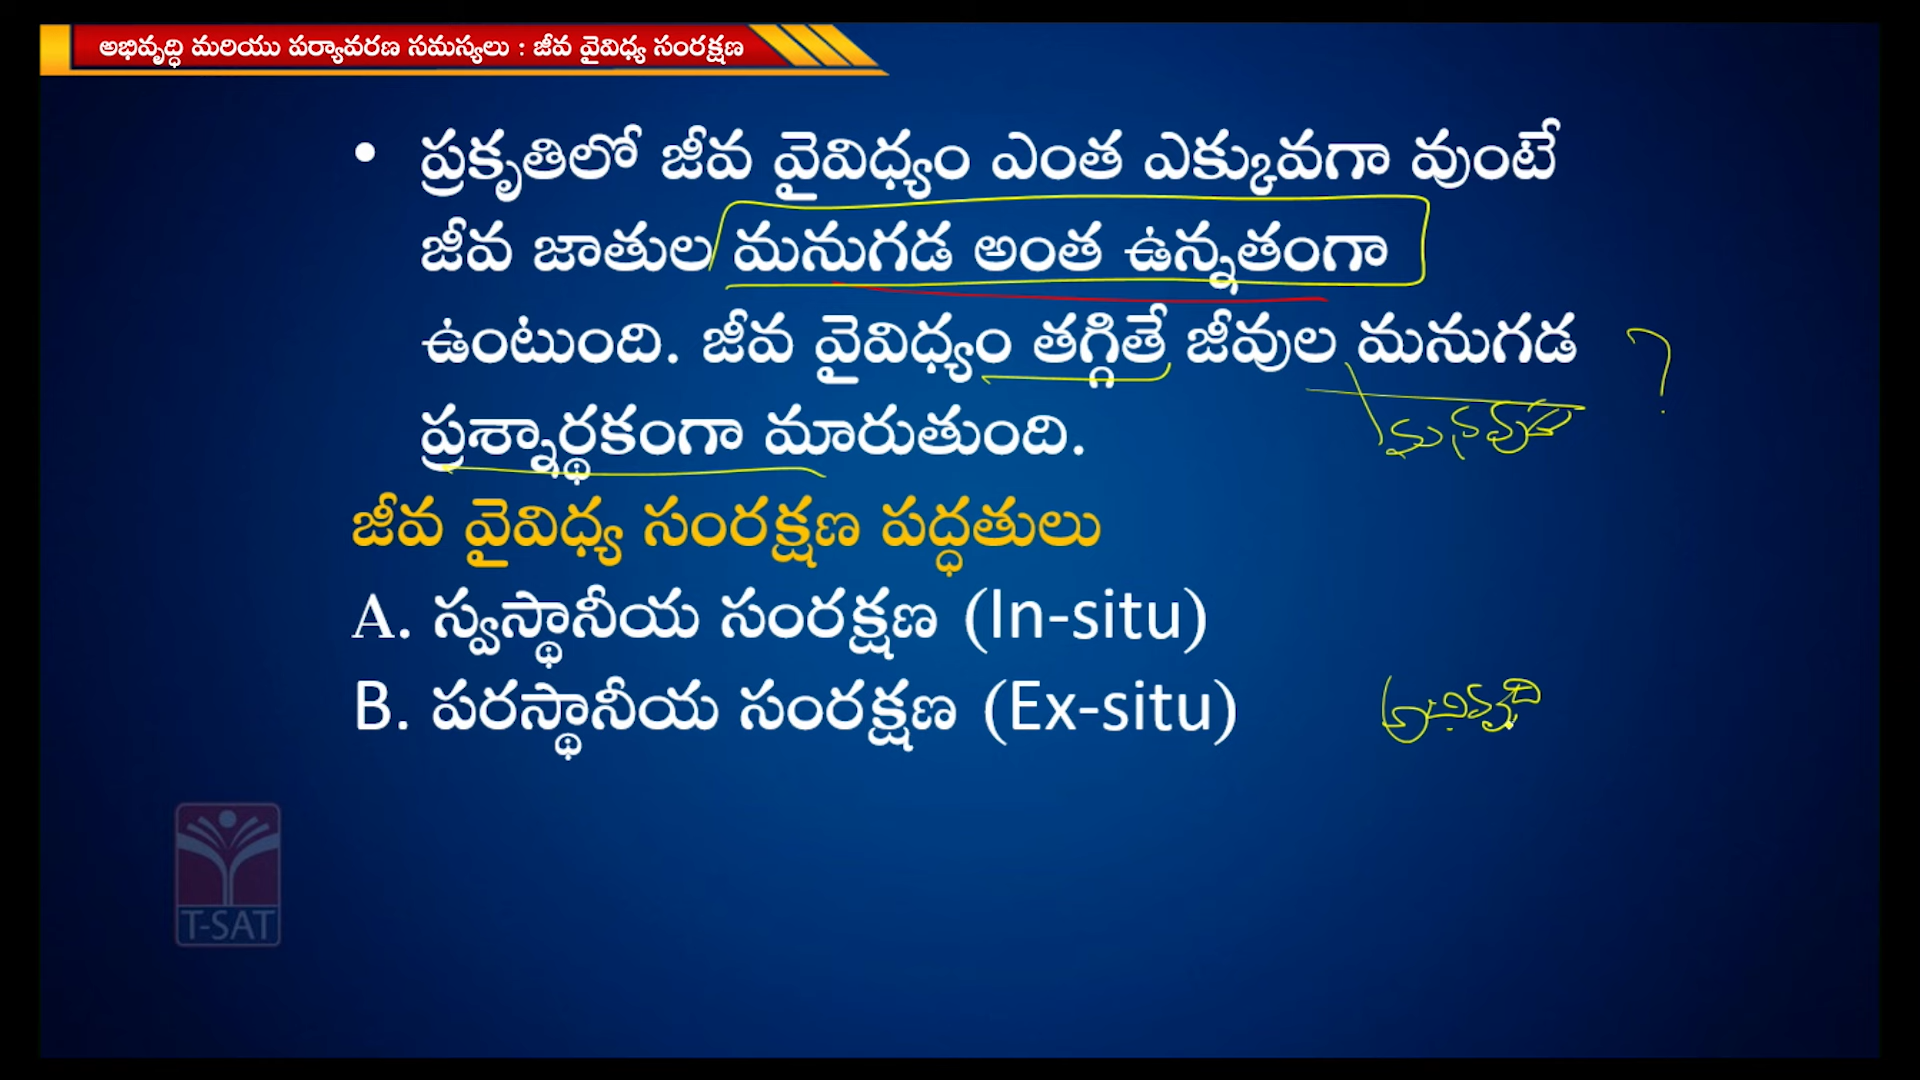 అభివృద్ధి మరియు పర్యావరణ సమస్యలు : జీవ వైవిధ్య సంరక్షణ
• ప్రకృతిలో జీవ వైవిధ్యం ఎంత ఎక్కువగా వుంటే
జీవ జాతుల మనుగడ అంత ఉన్నతంగా
ఉంటుంది. జీవ వైవిధ్యం తగ్గితే జీవుల మనుగడ ?
ప్రశ్నార్థకంగా మారుతుంది.
జీవ వైవిధ్య సంరక్షణ పద్ధతులు
A. స్వస్థానీయ సంరక్షణ (In-situ)
B. పరస్థానీయ సంరక్షణ (Ex-situ)
T-SAT